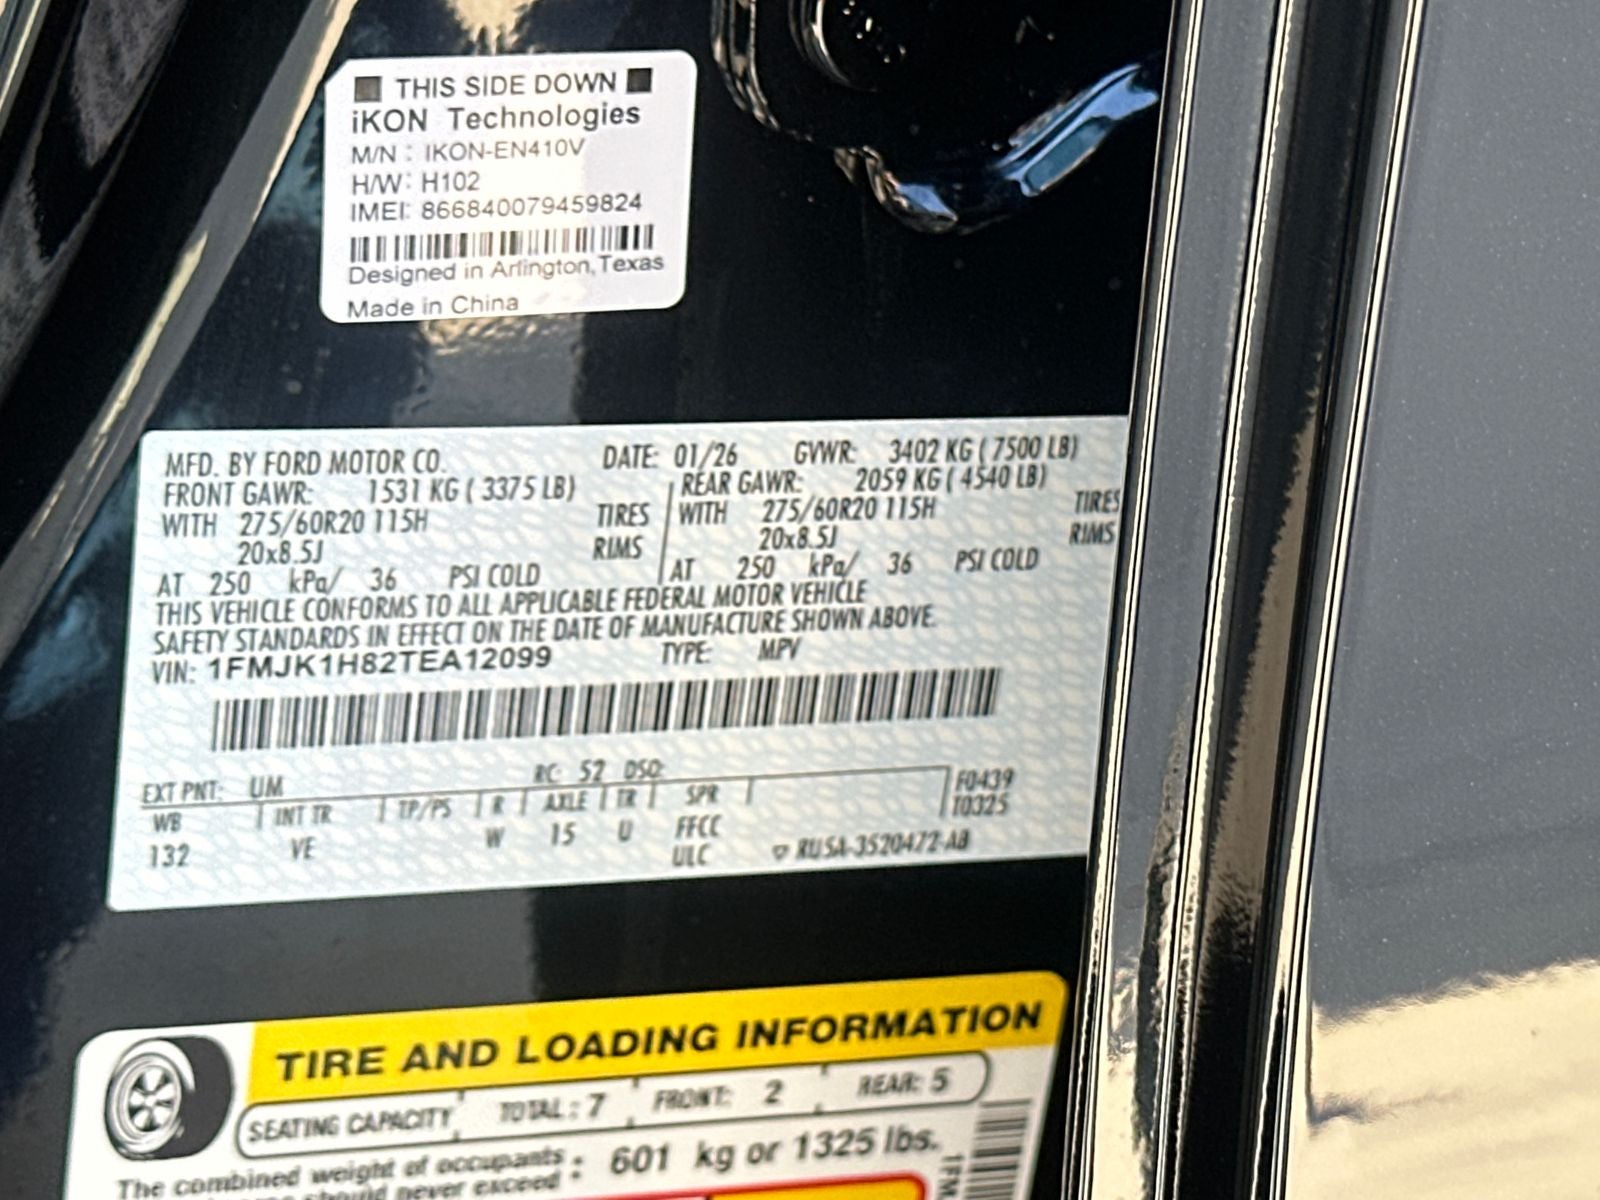 THIS SIDE DOWN
iKON Technologies
M/N : IKON-EN410V
H/W: H102
IMEI: 866840079459824
Designed in Arlington, Texas
Made in China
MFD. BY FORD MOTOR CO. DATE: 01/26 GVWR: 3402 KG ( 7500 LB)
FRONT GAWR: 1531 KG ( 3375 LB) REAR GAWR: 2059 KG ( 4540 LB)
WITH 275/60R20 115H TIRES WITH 275/60R20 115H TIRES
20x8.5J RIMS 20x8.5J RIMS
AT 250 kPa/ 36 PSI COLD AT 250 kPa/ 36 PSI COLD
THIS VEHICLE CONFORMS TO ALL APPLICABLE FEDERAL MOTOR VEHICLE
SAFETY STANDARDS IN EFFECT ON THE DATE OF MANUFACTURE SHOWN ABOVE.
VIN: 1FMJK1H82TEA12099 TYPE: MPV
EXT PNT: UM RC: 52 DSO: F0439
WB INT TR TP/PS R AXLE TR SPR T0325
132 VE W 15 U FFCC
ULC RU5A-3520472-AB
TIRE AND LOADING INFORMATION
SEATING CAPACITY TOTAL : 7 FRONT: 2 REAR: 5
The combined weight of occupants : 601 kg or 1325 lbs.
should never exceed :
1FM